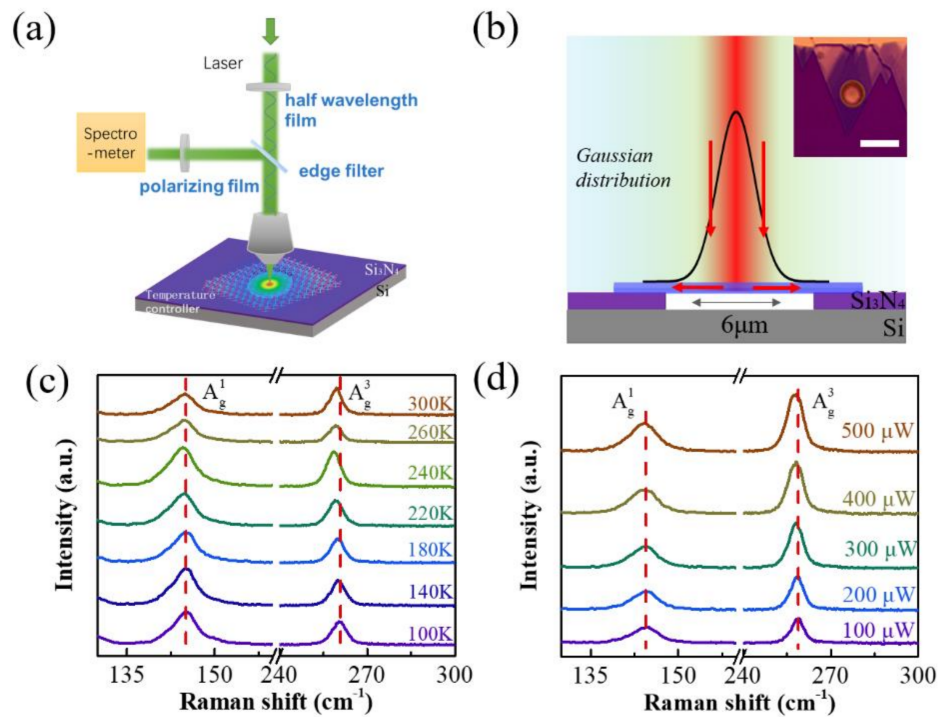 (a)
Laser
half wavelength
film
Spectro
-meter
edge filter
polarizing film
Si₃N₄
Si
Temperature
controller
(b)
Gaussian
distribution
Si₃N₄
6μm
Si
(c)
A¹g
A³g
300K
260K
240K
220K
180K
140K
100K
Intensity (a.u.)
135 150 240 270 300
Raman shift (cm⁻¹)
(d)
A¹g
A³g
500 μW
400 μW
300 μW
200 μW
100 μW
Intensity (a.u.)
135 150 240 270 300
Raman shift (cm⁻¹)